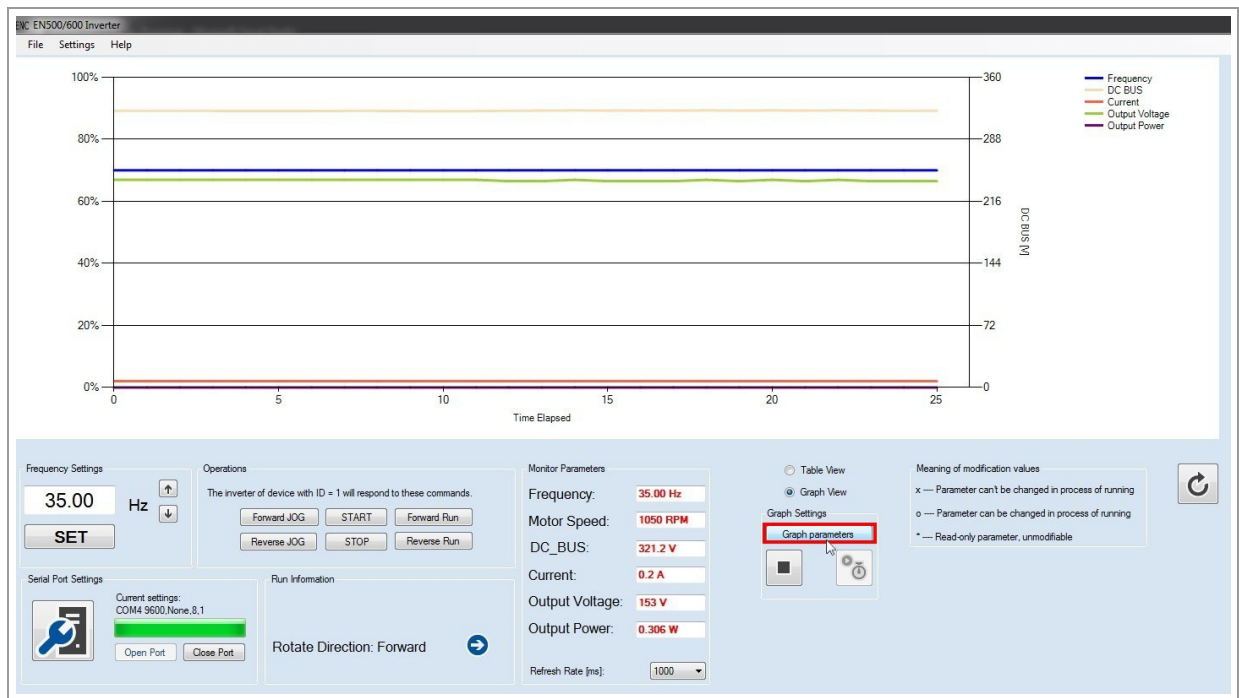 ENC EN500/600 Inverter
File Settings Help
100%
80%
60%
40%
20%
0%
360
288
216
144
72
0
DC BUS [V]
0 5 10 15 20 25
Time Elapsed
Frequency
DC BUS
Current
Output Voltage
Output Power
Frequency Settings
35.00 Hz
SET
Operations
The inverter of device with ID = 1 will respond to these commands.
Forward JOG START Forward Run
Reverse JOG STOP Reverse Run
Serial Port Settings
Current settings:
COM4 9600,None,8,1
Open Port Close Port
Run Information
Rotate Direction: Forward
Monitor Parameters
Frequency: 35.00 Hz
Motor Speed: 1050 RPM
DC_BUS: 321.2 V
Current: 0.2 A
Output Voltage: 153 V
Output Power: 0.306 W
Refresh Rate [ms]: 1000
Table View
Graph View
Graph Settings
Graph parameters
Meaning of modification values
x --- Parameter can't be changed in process of running
o --- Parameter can be changed in process of running
* --- Read-only parameter, unmodifiable